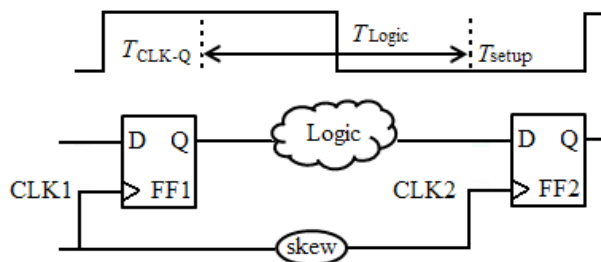 T_CLK-Q T_Logic T_setup
D Q Logic D Q
CLK1 FF1 CLK2 FF2
skew